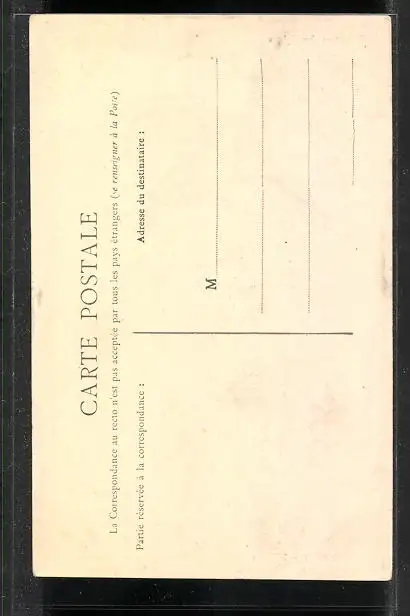 CARTE POSTALE
La Correspondance au recto n'est pas acceptée par tous les pays étrangers (se renseigner à la Poste)
Partie réservée à la correspondance :
Adresse du destinataire :
M